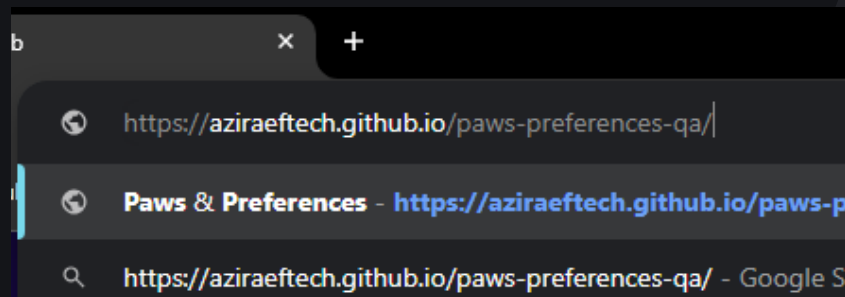 b × +
https://aziraeftech.github.io/paws-preferences-qa/
Paws & Preferences - https://aziraeftech.github.io/paws-p
https://aziraeftech.github.io/paws-preferences-qa/ - Google S